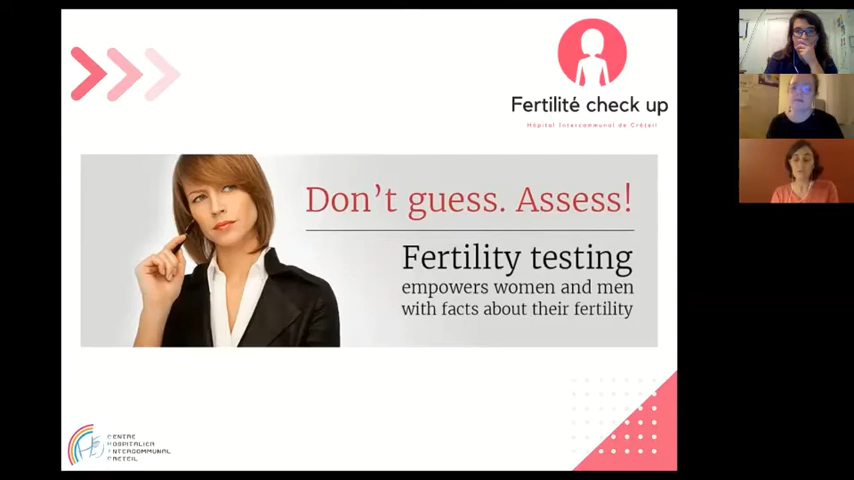 Fertilité check up
Hôpital Intercommunal de Créteil
Don't guess. Assess!
Fertility testing
empowers women and men
with facts about their fertility
CENTRE
HOSPITALIER
INTERCOMMUNAL
CRETEIL